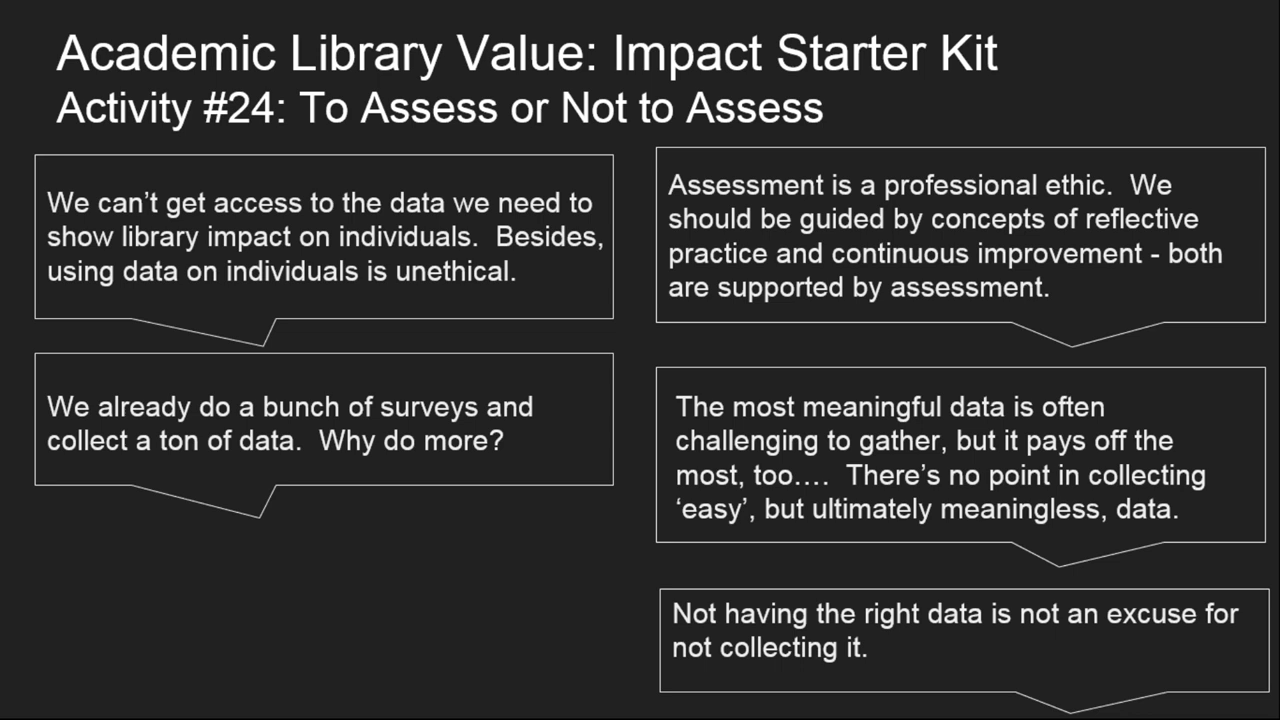 Academic Library Value: Impact Starter Kit
Activity #24: To Assess or Not to Assess
We can’t get access to the data we need to
show library impact on individuals.  Besides,
using data on individuals is unethical.
We already do a bunch of surveys and
collect a ton of data.  Why do more?
Assessment is a professional ethic.  We
should be guided by concepts of reflective
practice and continuous improvement - both
are supported by assessment.
The most meaningful data is often
challenging to gather, but it pays off the
most, too….  There’s no point in collecting
‘easy’, but ultimately meaningless, data.
Not having the right data is not an excuse for
not collecting it.